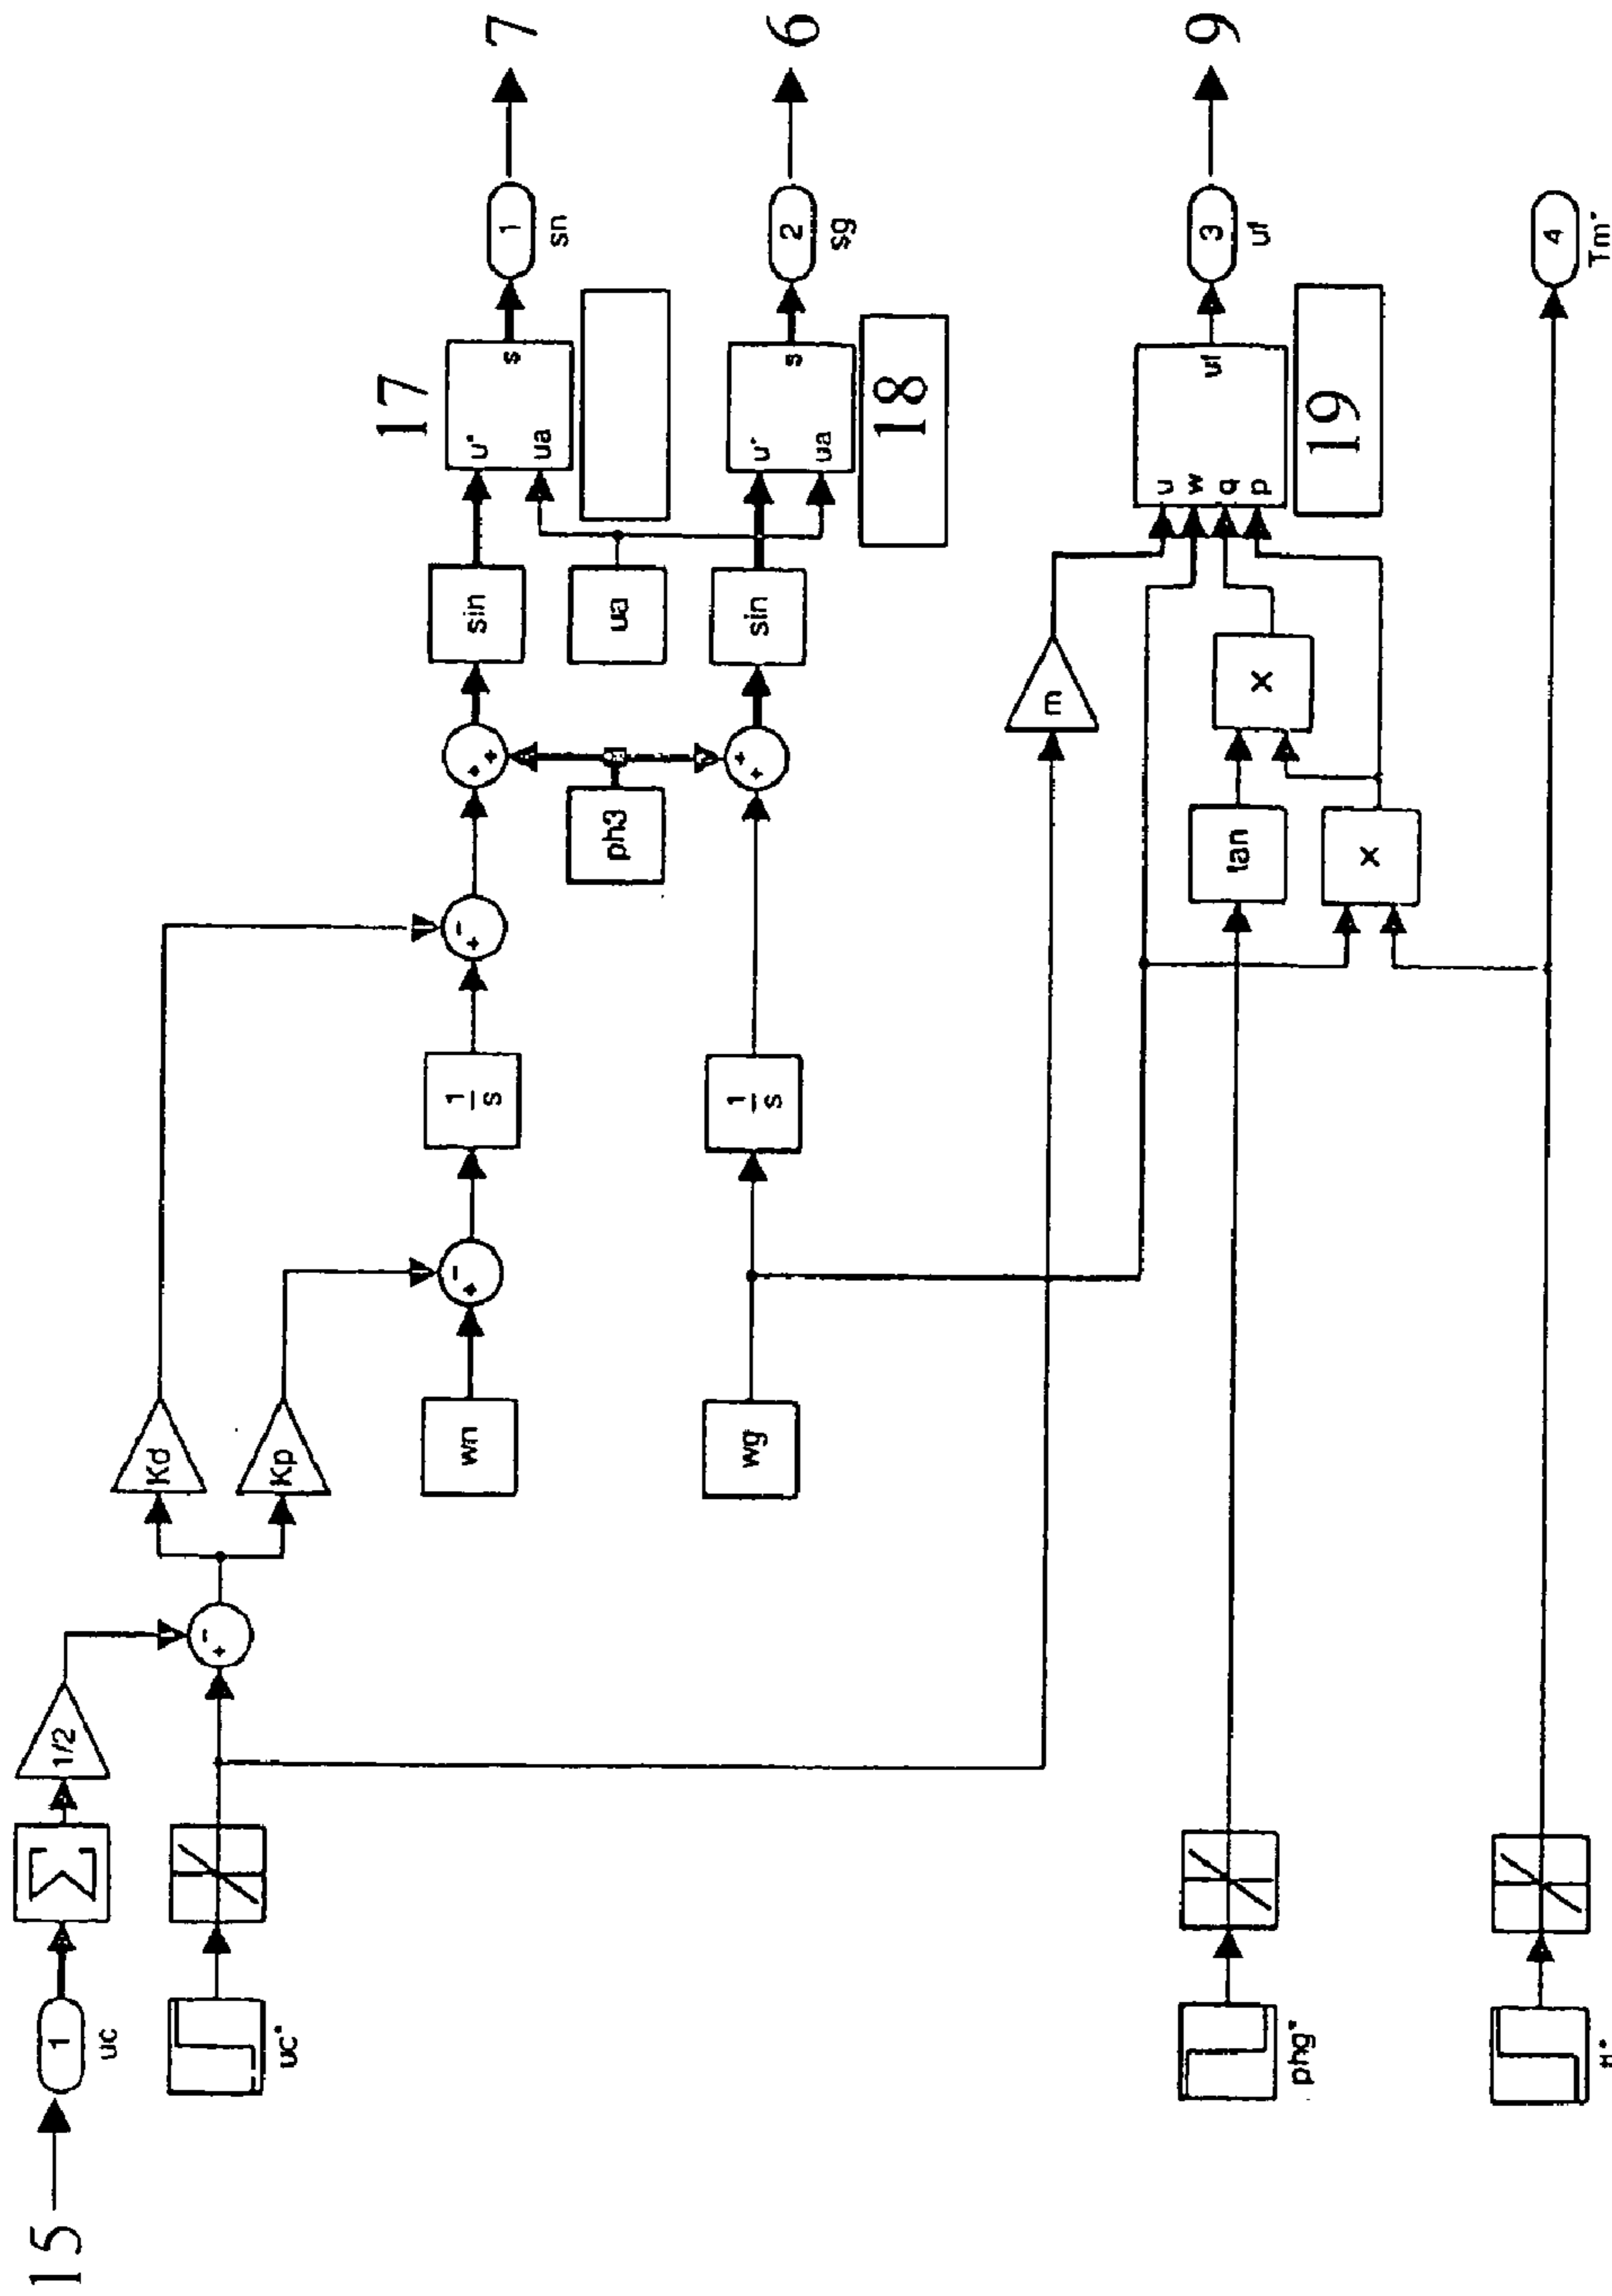 15
1
uc
1/2
uc*
Kd
Kp
-
+
wn
-
+
1
s
-
+
+
+
sin
u*
ua
s
17
1
sn
7
ph3
ua
wg
1
s
+
+
sin
u*
ua
s
18
2
sg
6
m
phg*
tan
x
x
u
w
q
p
uf
19
3
uf
9
4
Tm*